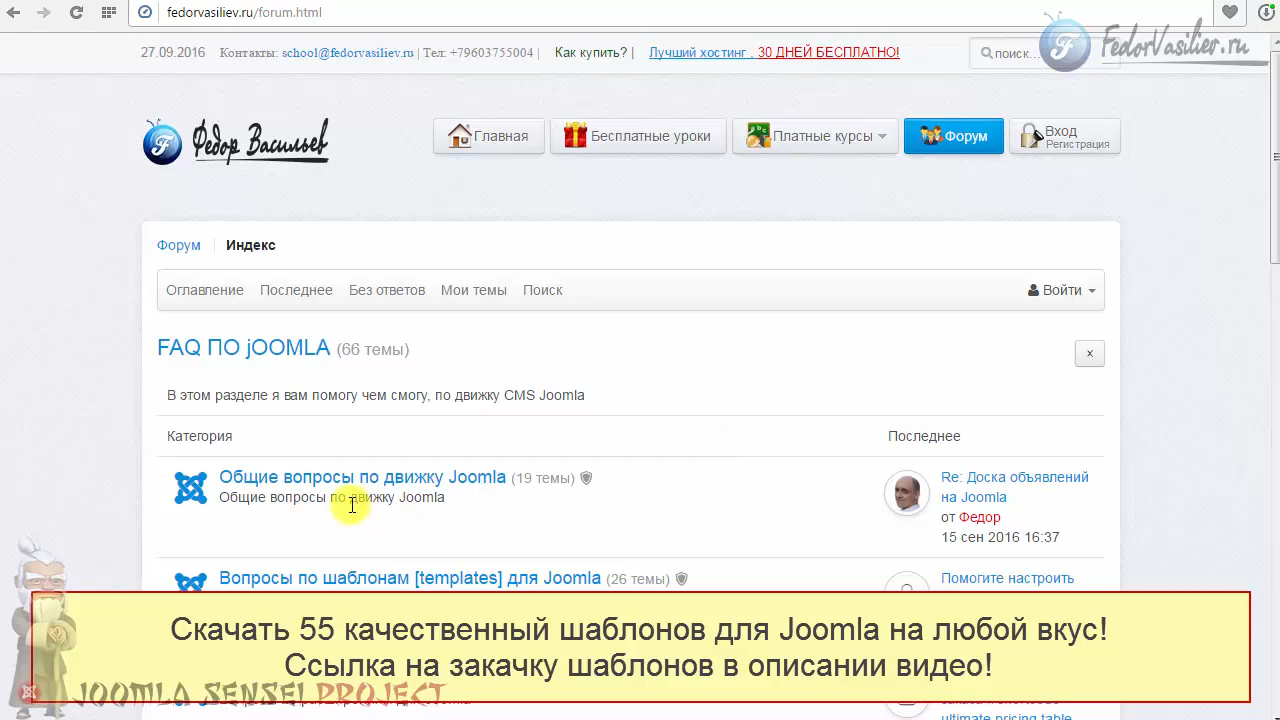 fedorvasiliev.ru/forum.html
27.09.2016 Контакты: school@fedorvasiliev.ru | Тел: +79603755004 | Как купить? | Лучший хостинг , 30 ДНЕЙ БЕСПЛАТНО! поиск...
FedorVasiliev.ru
Федор Васильев
Главная Бесплатные уроки Платные курсы Форум Вход
Регистрация
Форум Индекс
Оглавление Последнее Без ответов Мои темы Поиск Войти
FAQ ПО jOOMLA (66 темы)
x
В этом разделе я вам помогу чем смогу, по движку CMS Joomla
Категория Последнее
Общие вопросы по движку Joomla (19 темы)
Общие вопросы по движку Joomla
Re: Доска объявлений
на Joomla
от Федор
15 сен 2016 16:37
Вопросы по шаблонам [templates] для Joomla (26 темы)
Помогите настроить
Скачать 55 качественный шаблонов для Joomla на любой вкус!
Ссылка на закачку шаблонов в описании видео!
JOOMLA SENSEI PROJECT
ultimate pricing table